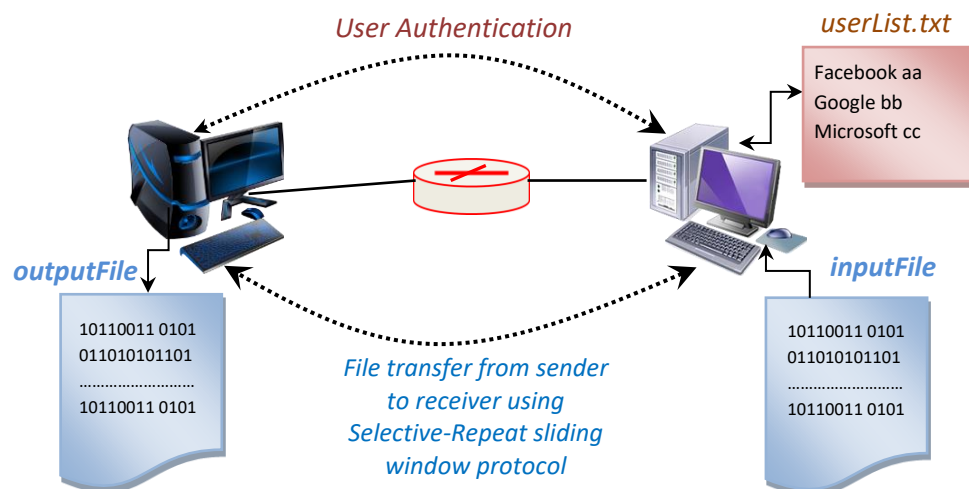 User Authentication
userList.txt
Facebook aa
Google bb
Microsoft cc
outputFile
10110011 0101
011010101101
............................
10110011 0101
File transfer from sender
to receiver using
Selective-Repeat sliding
window protocol
inputFile
10110011 0101
011010101101
............................
10110011 0101